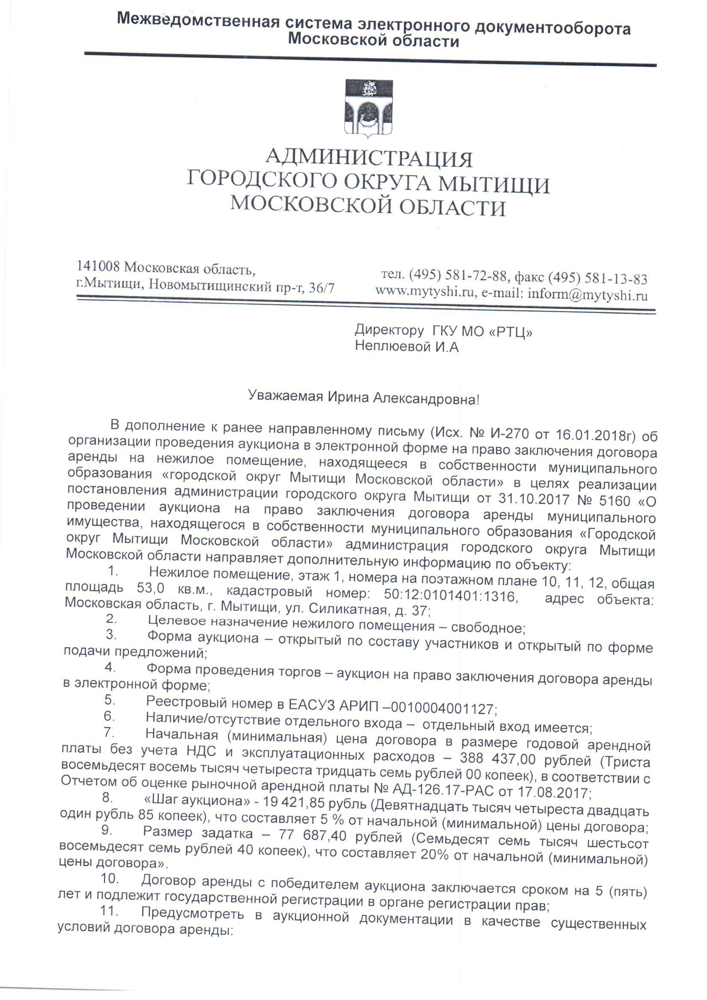 Межведомственная система электронного документооборота
Московской области
АДМИНИСТРАЦИЯ
ГОРОДСКОГО ОКРУГА МЫТИЩИ
МОСКОВСКОЙ ОБЛАСТИ
141008 Московская область,
г.Мытищи, Новомытищинский пр-т, 36/7
тел. (495) 581-72-88, факс (495) 581-13-83
www.mytyshi.ru, e-mail: inform@mytyshi.ru
Директору ГКУ МО «РТЦ»
Неплюевой И.А
Уважаемая Ирина Александровна!
В дополнение к ранее направленному письму (Исх. № И-270 от 16.01.2018г) об
организации проведения аукциона в электронной форме на право заключения договора
аренды на нежилое помещение, находящееся в собственности муниципального
образования «городской округ Мытищи Московской области» в целях реализации
постановления администрации городского округа Мытищи от 31.10.2017 № 5160 «О
проведении аукциона на право заключения договора аренды муниципального
имущества, находящегося в собственности муниципального образования «Городской
округ Мытищи Московской области» администрация городского округа Мытищи
Московской области направляет дополнительную информацию по объекту:
1. Нежилое помещение, этаж 1, номера на поэтажном плане 10, 11, 12, общая
площадь 53,0 кв.м., кадастровый номер: 50:12:0101401:1316, адрес объекта:
Московская область, г. Мытищи, ул. Силикатная, д. 37;
2. Целевое назначение нежилого помещения – свободное;
3. Форма аукциона – открытый по составу участников и открытый по форме
подачи предложений;
4. Форма проведения торгов – аукцион на право заключения договора аренды
в электронной форме;
5. Реестровый номер в ЕАСУЗ АРИП –0010004001127;
6. Наличие/отсутствие отдельного входа – отдельный вход имеется;
7. Начальная (минимальная) цена договора в размере годовой арендной
платы без учета НДС и эксплуатационных расходов – 388 437,00 рублей (Триста
восемьдесят восемь тысяч четыреста тридцать семь рублей 00 копеек), в соответствии с
Отчетом об оценке рыночной арендной платы № АД-126.17-РАС от 17.08.2017;
8. «Шаг аукциона» - 19 421,85 рубль (Девятнадцать тысяч четыреста двадцать
один рубль 85 копеек), что составляет 5 % от начальной (минимальной) цены договора;
9. Размер задатка – 77 687,40 рублей (Семьдесят семь тысяч шестьсот
восемьдесят семь рублей 40 копеек), что составляет 20% от начальной (минимальной)
цены договора».
10. Договор аренды с победителем аукциона заключается сроком на 5 (пять)
лет и подлежит государственной регистрации в органе регистрации прав;
11. Предусмотреть в аукционной документации в качестве существенных
условий договора аренды: